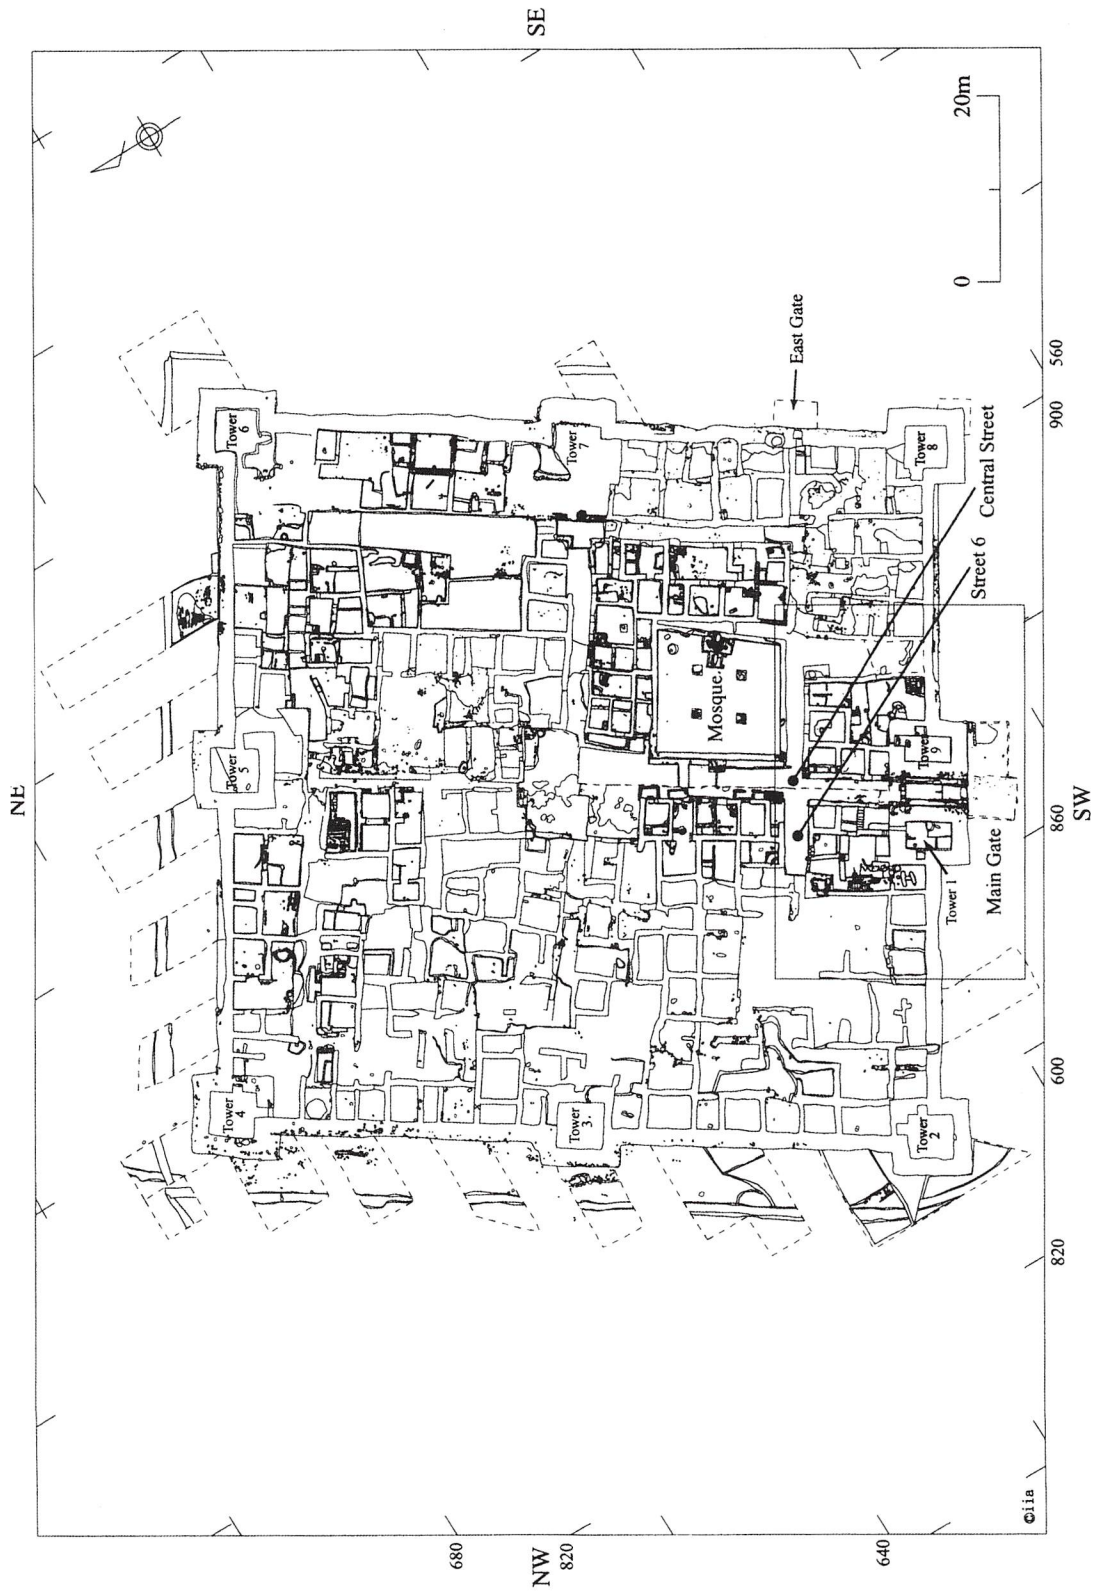 SE
NE
20m
0
Tower
6
Tower
7
East Gate
Tower
8
560
900
Central Street
Street 6
Tower
5
Mosque
Tower
9
860
SW
Tower 1
Main Gate
Tower
4
Tower
3
Tower
2
600
820
©iia
680
NW
820
640